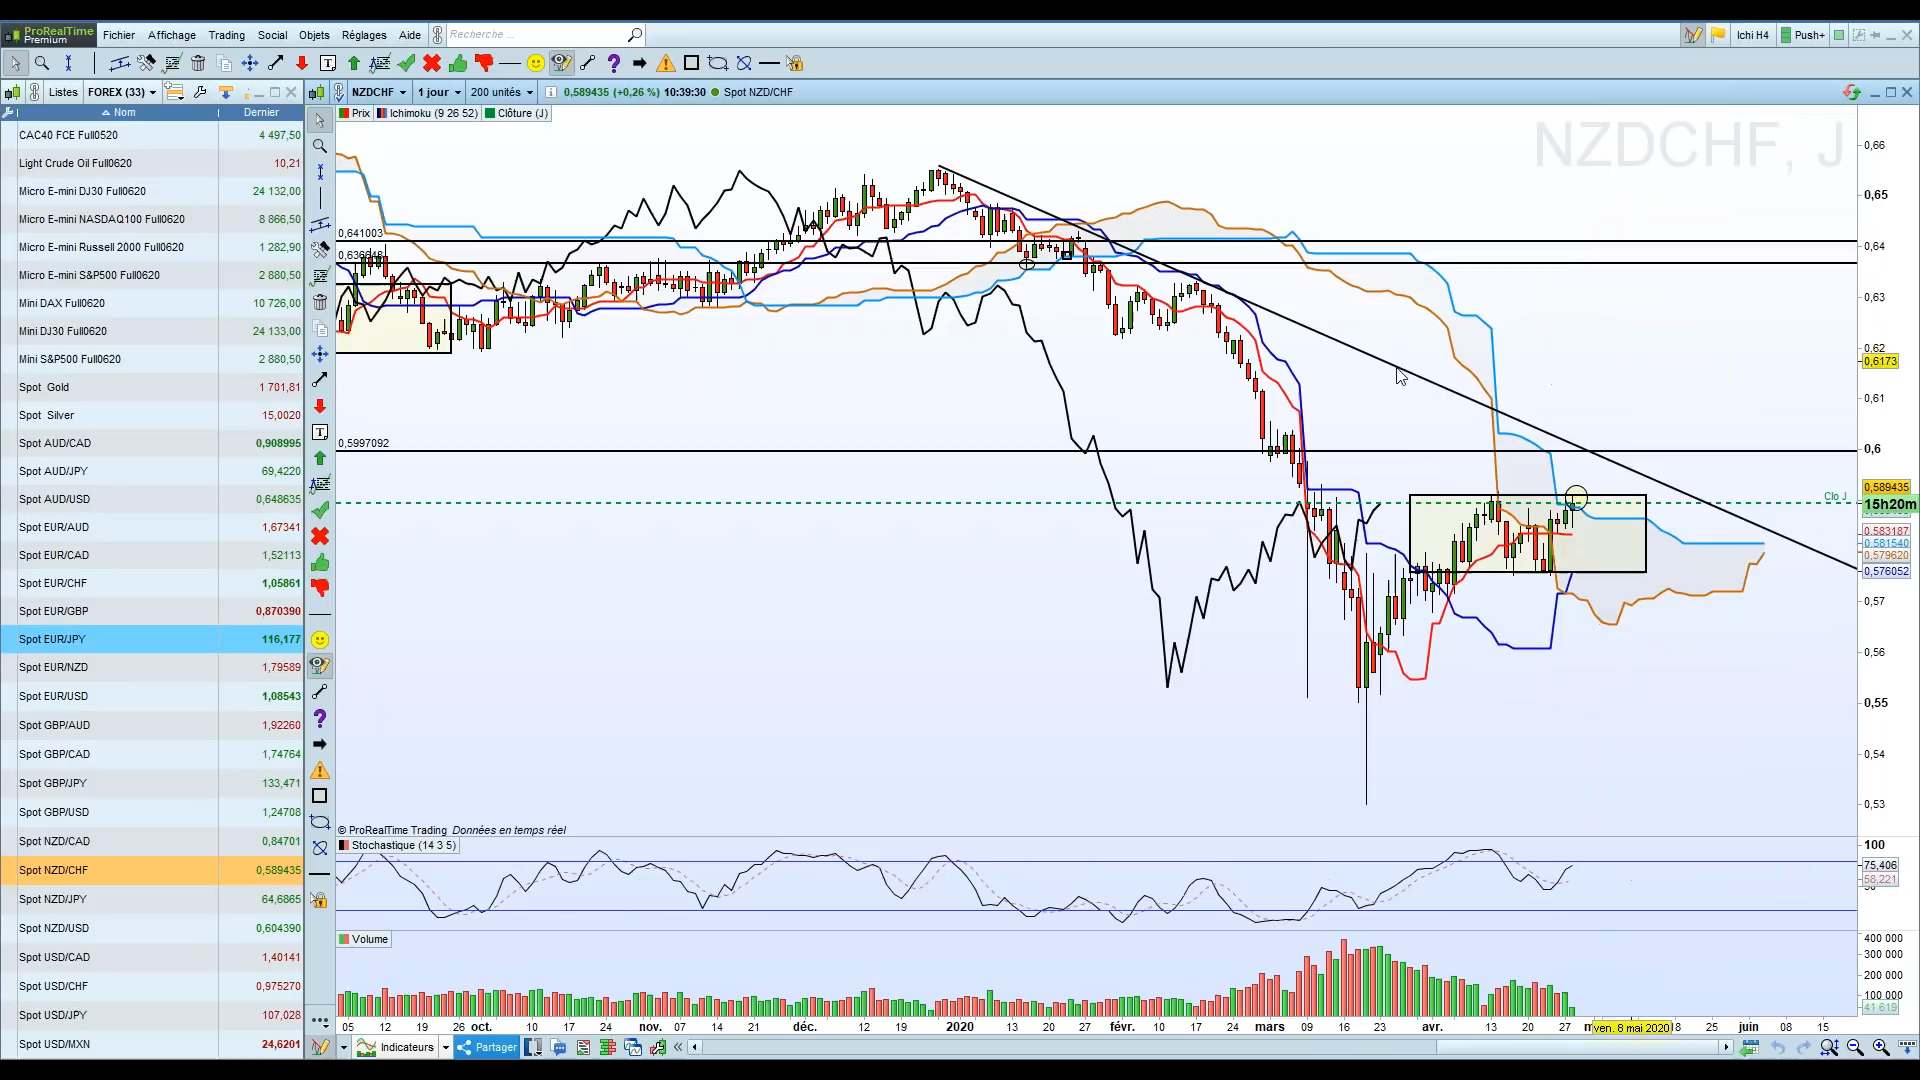 ProRealTime
Premium
Fichier Affichage Trading Social Objets Réglages Aide Recherche ... Ichi H4 Push+
Listes FOREX (33) NZDCHF 1 jour 200 unités 0,589435 (+0,26 %) 10:39:30 Spot NZD/CHF
Nom Dernier
Prix Ichimoku (9 26 52) Clôture (J)
NZDCHF, J
CAC40 FCE Full0520 4 497,50
Light Crude Oil Full0620 10,21
Micro E-mini DJ30 Full0620 24 132,00
Micro E-mini NASDAQ100 Full0620 8 866,50
Micro E-mini Russell 2000 Full0620 1 282,90
Micro E-mini S&P500 Full0620 2 880,50
Mini DAX Full0620 10 726,00
Mini DJ30 Full0620 24 133,00
Mini S&P500 Full0620 2 880,50
Spot Gold 1 701,81
Spot Silver 15,0020
Spot AUD/CAD 0,908995
Spot AUD/JPY 69,4220
Spot AUD/USD 0,648635
Spot EUR/AUD 1,67341
Spot EUR/CAD 1,52113
Spot EUR/CHF 1,05861
Spot EUR/GBP 0,870390
Spot EUR/JPY 116,177
Spot EUR/NZD 1,79589
Spot EUR/USD 1,08543
Spot GBP/AUD 1,92260
Spot GBP/CAD 1,74764
Spot GBP/JPY 133,471
Spot GBP/USD 1,24708
Spot NZD/CAD 0,84701
Spot NZD/CHF 0,589435
Spot NZD/JPY 64,6865
Spot NZD/USD 0,604390
Spot USD/CAD 1,40141
Spot USD/CHF 0,975270
Spot USD/JPY 107,028
Spot USD/MXN 24,6201
0,641003
0,5997092
0,66
0,65
0,64
0,63
0,62
0,6173
0,61
0,6
0,589435
Clo J
15h20m
0,583187
0,581540
0,579620
0,576052
0,57
0,56
0,55
0,54
0,53
© ProRealTime Trading Données en temps réel
Stochastique (14 3 5)
100
75,406
58,221
Volume
400 000
300 000
200 000
100 000
41 619
05 12 19 26 oct. 10 17 24 nov. 07 14 21 déc. 12 19 2020 13 20 27 févr. 10 17 24 mars 09 16 23 avr. 13 20 27 ven. 8 mai 2020 18 25 juin 08 15
Indicateurs Partager